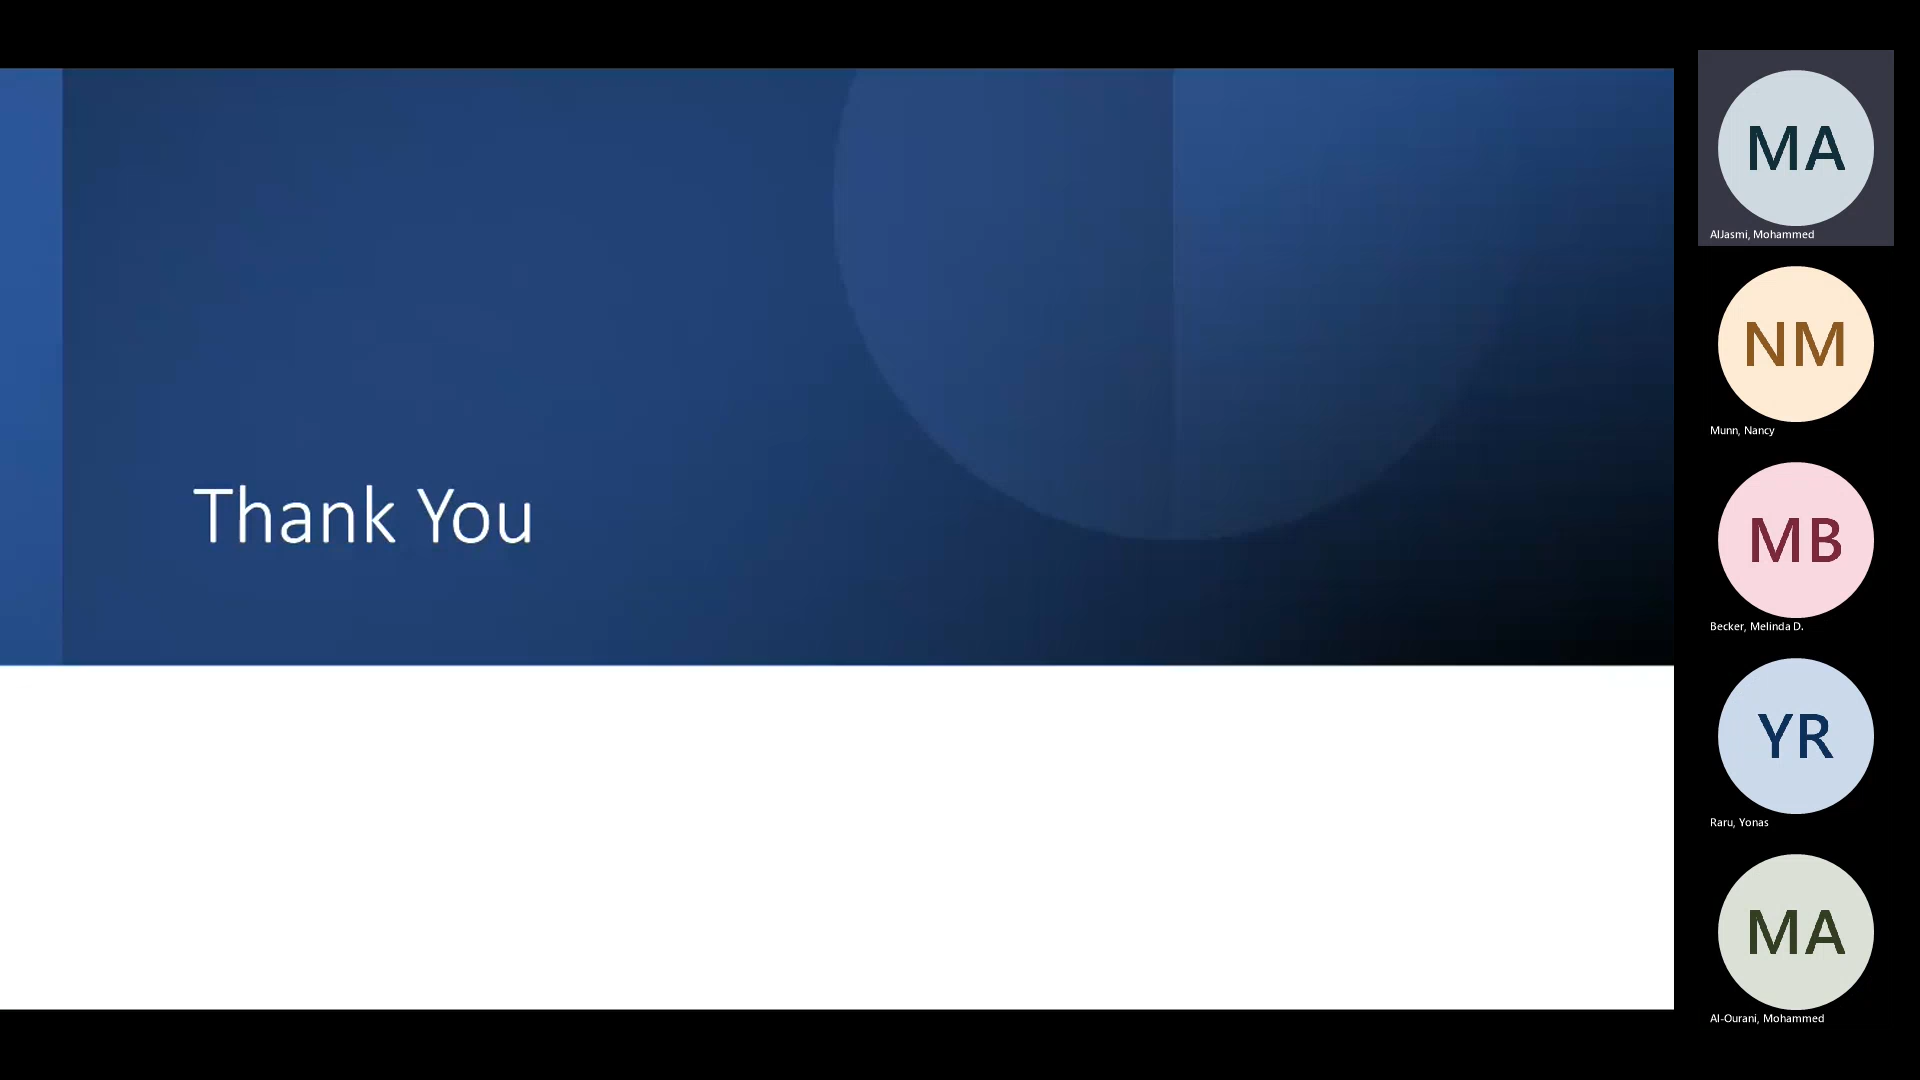 Thank You
MA
AlJasmi, Mohammed
NM
Munn, Nancy
MB
Becker, Melinda D.
YR
Raru, Yonas
MA
Al-Ourani, Mohammed